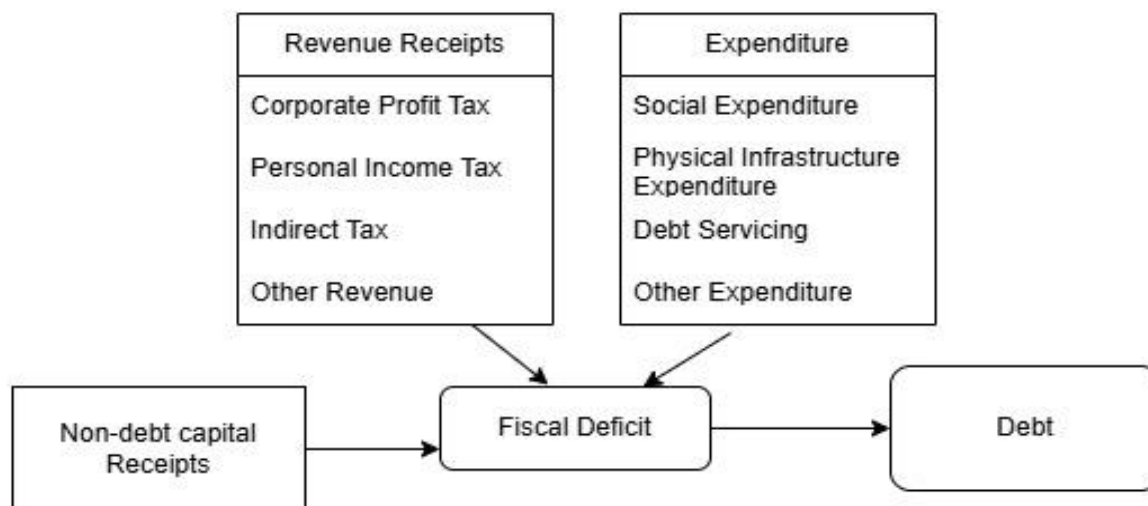 Revenue Receipts
Corporate Profit Tax
Personal Income Tax
Indirect Tax
Other Revenue
Expenditure
Social Expenditure
Physical Infrastructure
Expenditure
Debt Servicing
Other Expenditure
Non-debt capital
Receipts
Fiscal Deficit
Debt